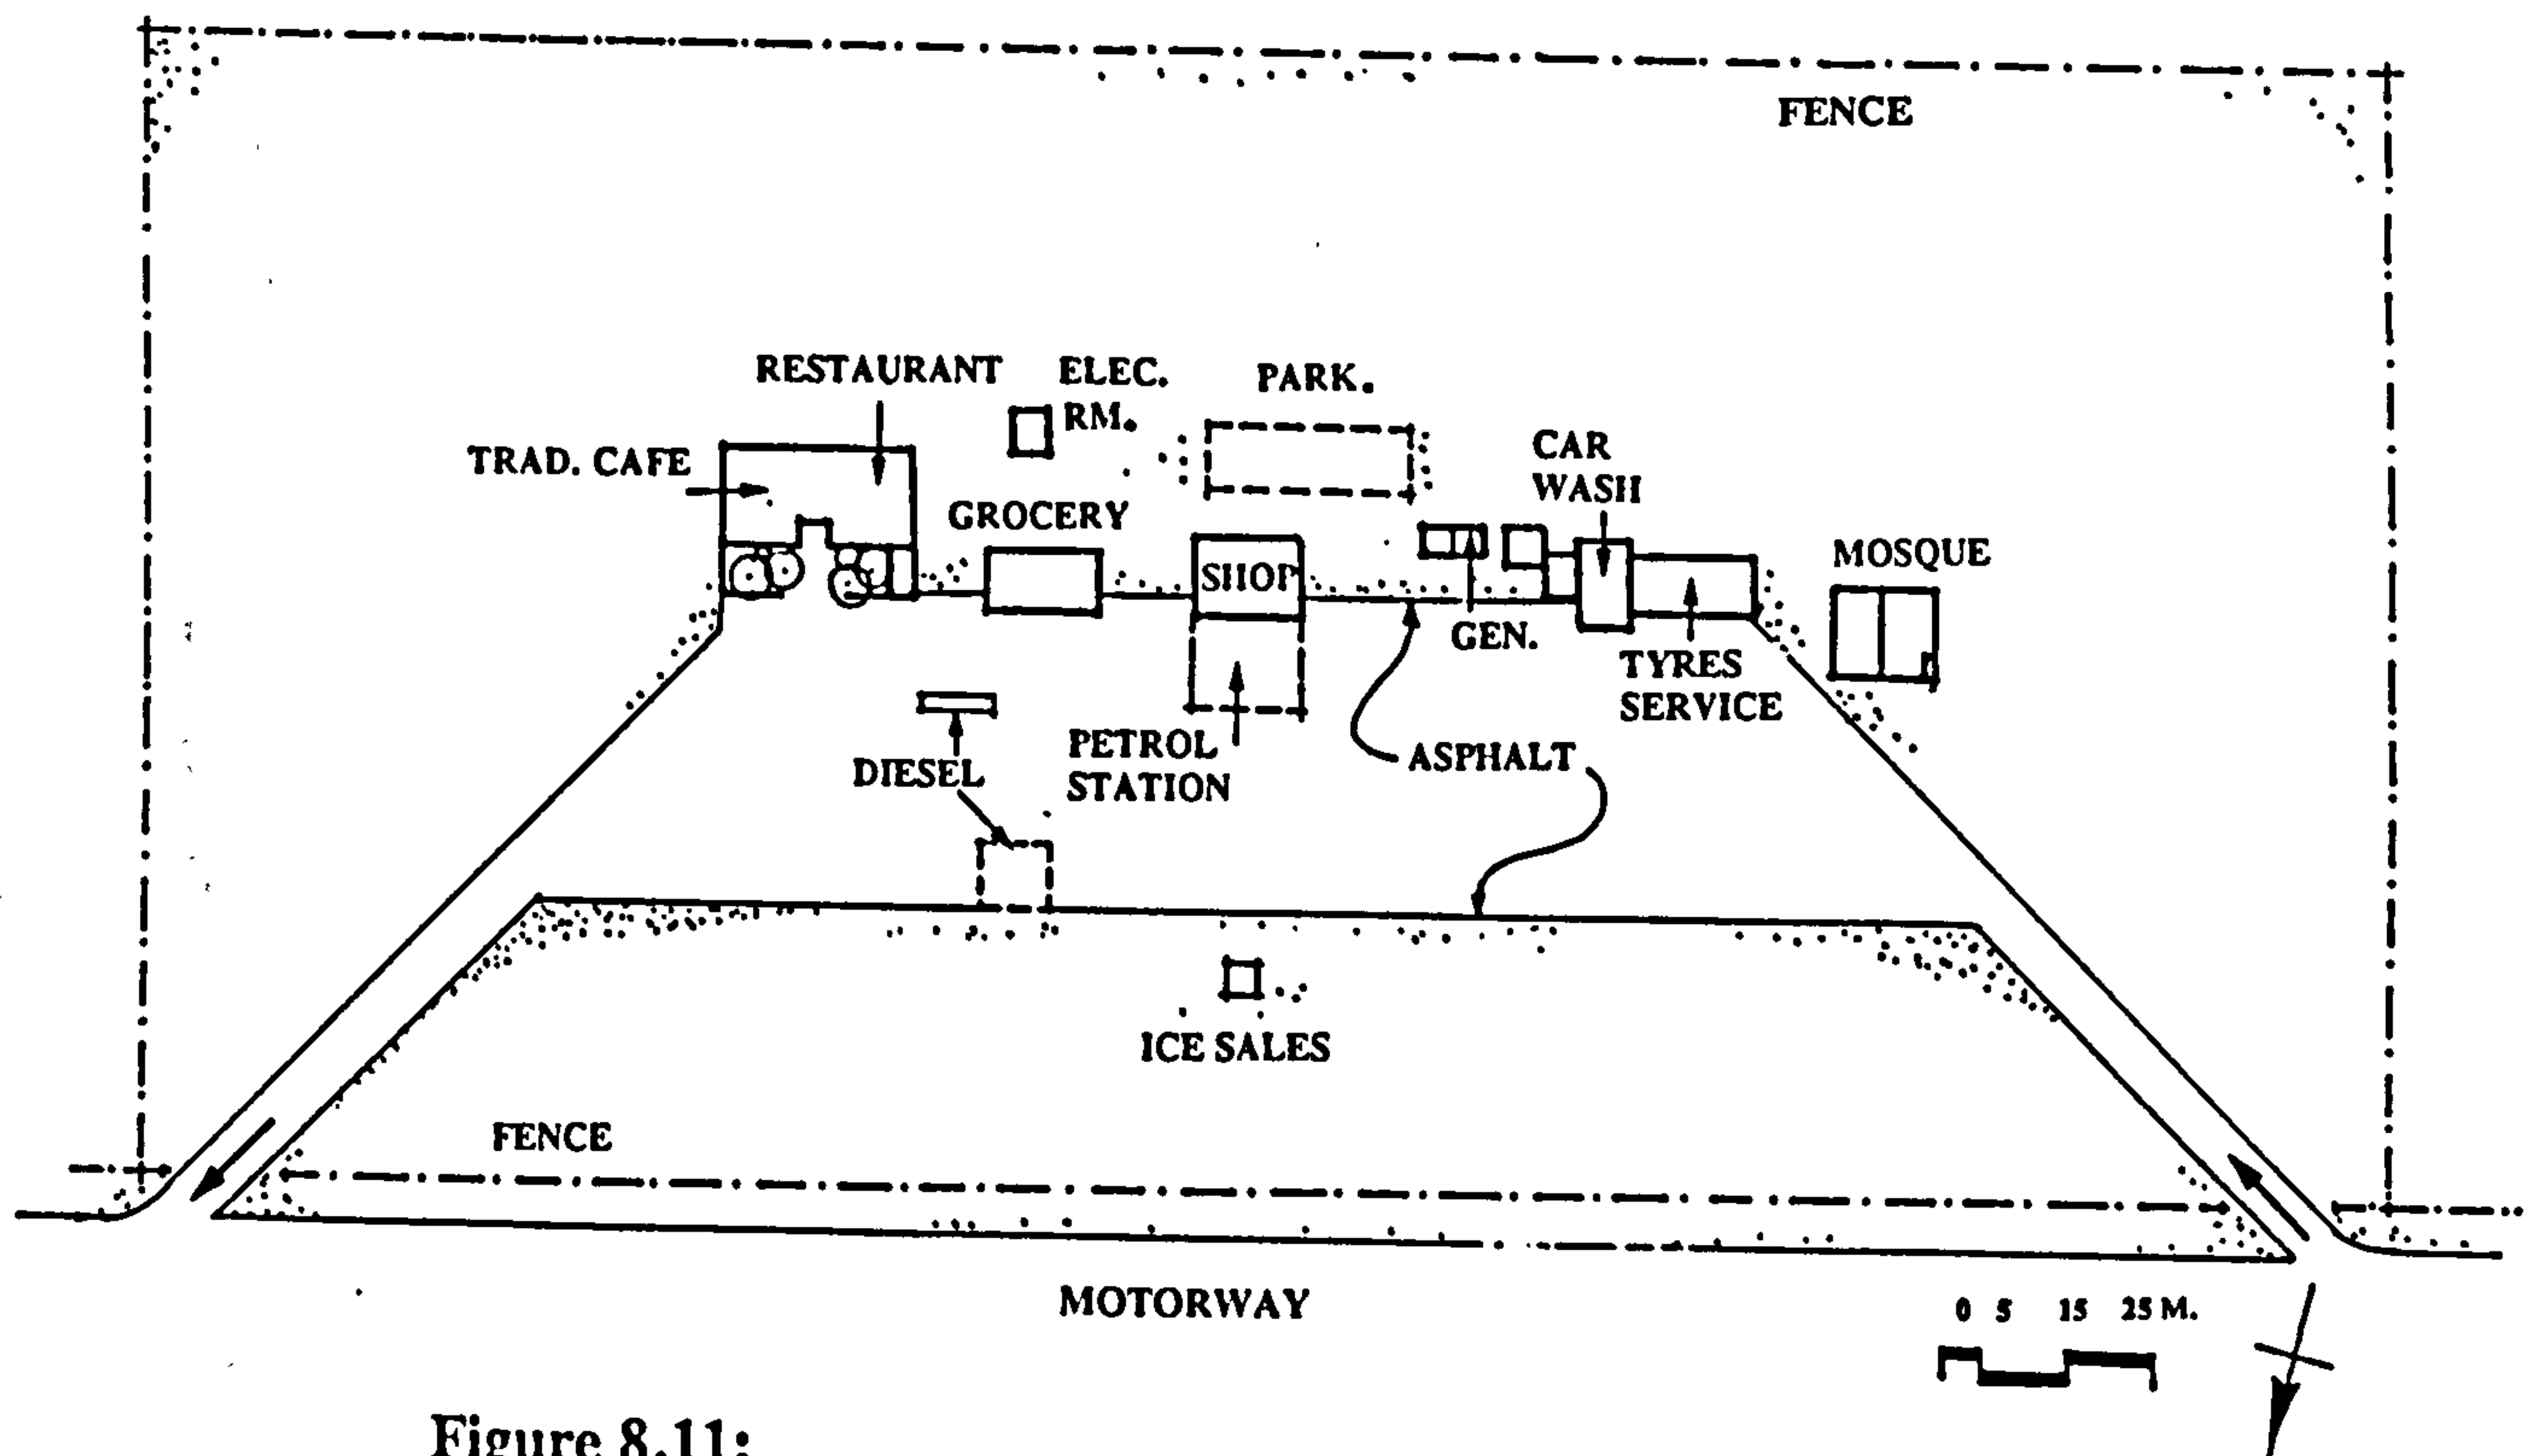 FENCE
RESTAURANT
ELEC.
RM.
PARK.
TRAD. CAFE
CAR
WASH
GROCERY
SHOP
MOSQUE
GEN.
TYRES
SERVICE
PETROL
STATION
DIESEL
ASPHALT
ICE SALES
FENCE
MOTORWAY
0 5 15 25 M.
Figure 8.11: